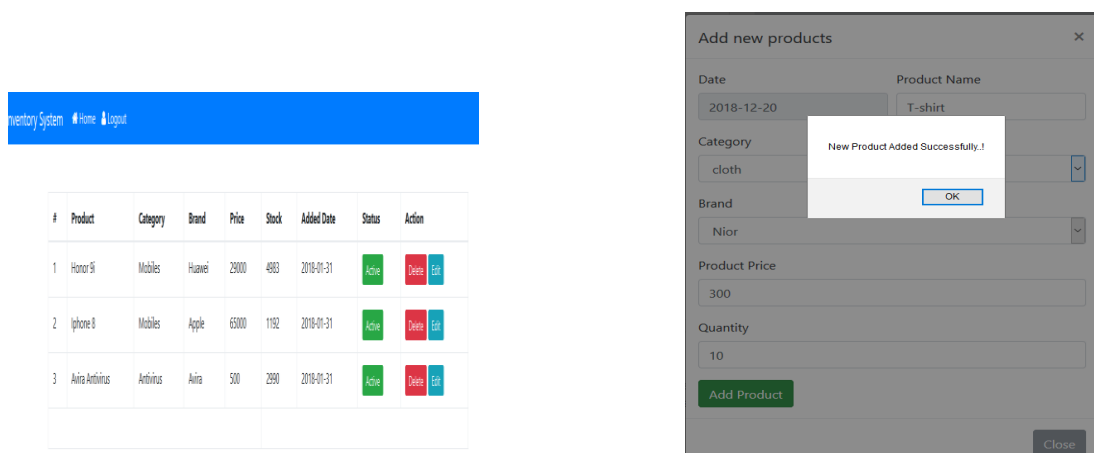 nventory System Home Logout
# Product Category Brand Price Stock Added Date Status Action
1 Honor 9i Mobiles Huawei 29000 4983 2018-01-31 Active Delete Edit
2 Iphone 8 Mobiles Apple 65000 1192 2018-01-31 Active Delete Edit
3 Avira Antivirus Antivirus Avira 500 2990 2018-01-31 Active Delete Edit
Add new products ×
Date Product Name
2018-12-20 T-shirt
Category
cloth
New Product Added Successfully..!
OK
Brand
Nior
Product Price
300
Quantity
10
Add Product
Close